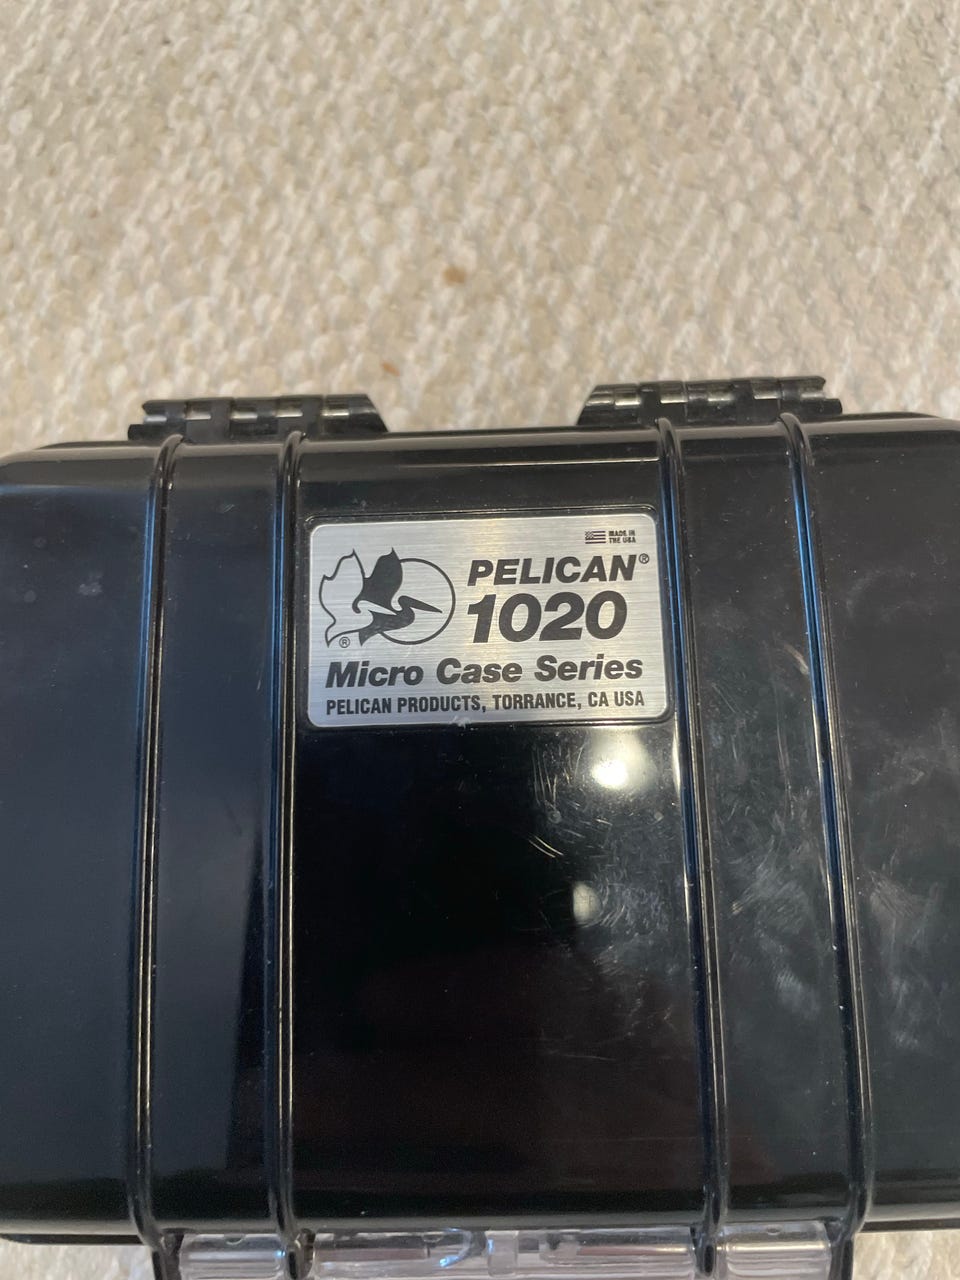 MADE IN
THE USA
PELICAN®
1020
®
Micro Case Series
PELICAN PRODUCTS, TORRANCE, CA USA